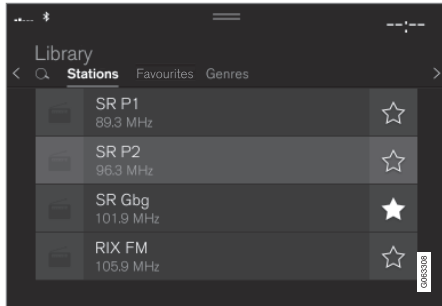 --:--
Library
Stations Favourites Genres
SR P1
89.3 MHz
SR P2
96.3 MHz
SR Gbg
101.9 MHz
RIX FM
105.9 MHz
G063308